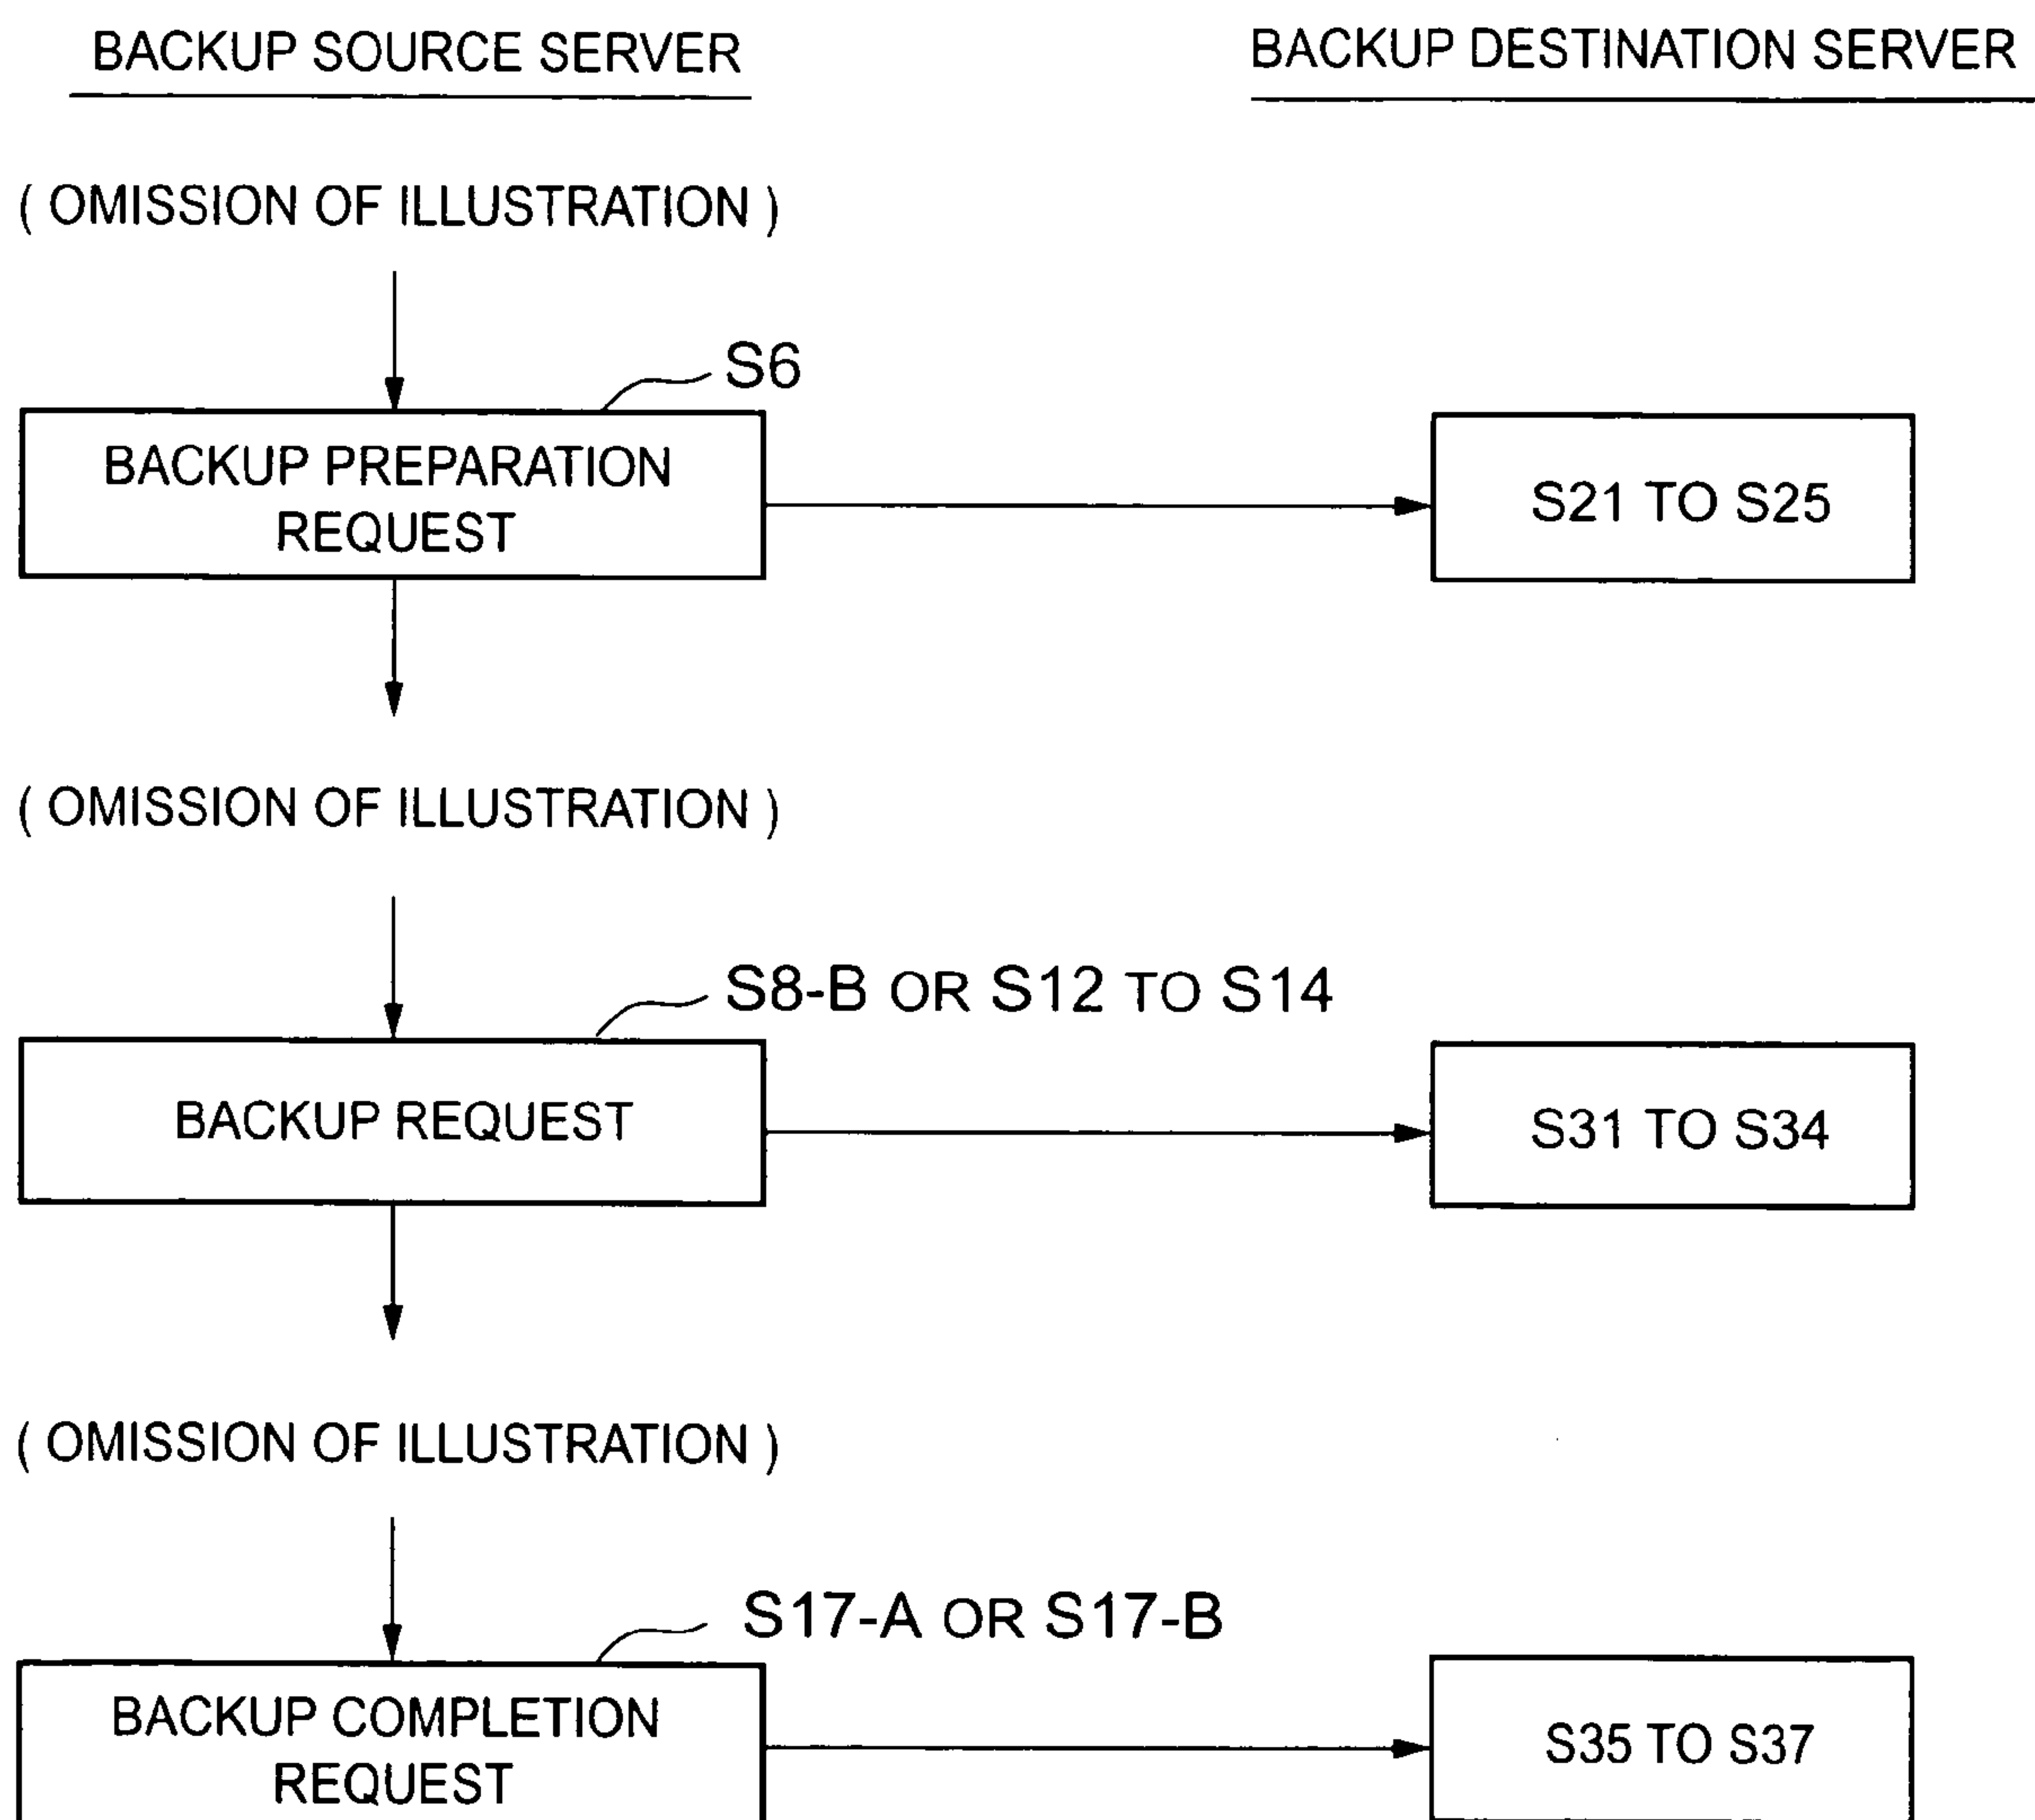 BACKUP SOURCE SERVER
BACKUP DESTINATION SERVER
( OMISSION OF ILLUSTRATION )
S6
BACKUP PREPARATION
REQUEST
S21 TO S25
( OMISSION OF ILLUSTRATION )
S8-B OR S12 TO S14
BACKUP REQUEST
S31 TO S34
( OMISSION OF ILLUSTRATION )
S17-A OR S17-B
BACKUP COMPLETION
REQUEST
S35 TO S37